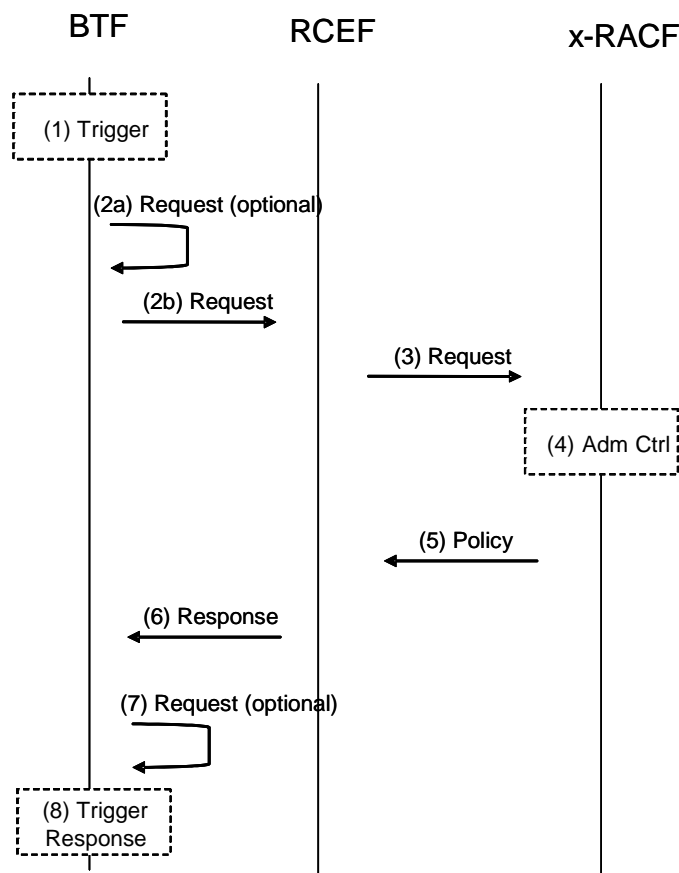 BTF
RCEF
x-RACF
(1) Trigger
(2a) Request (optional)
(2b) Request
(3) Request
(4) Adm Ctrl
(5) Policy
(6) Response
(7) Request (optional)
(8) Trigger
Response